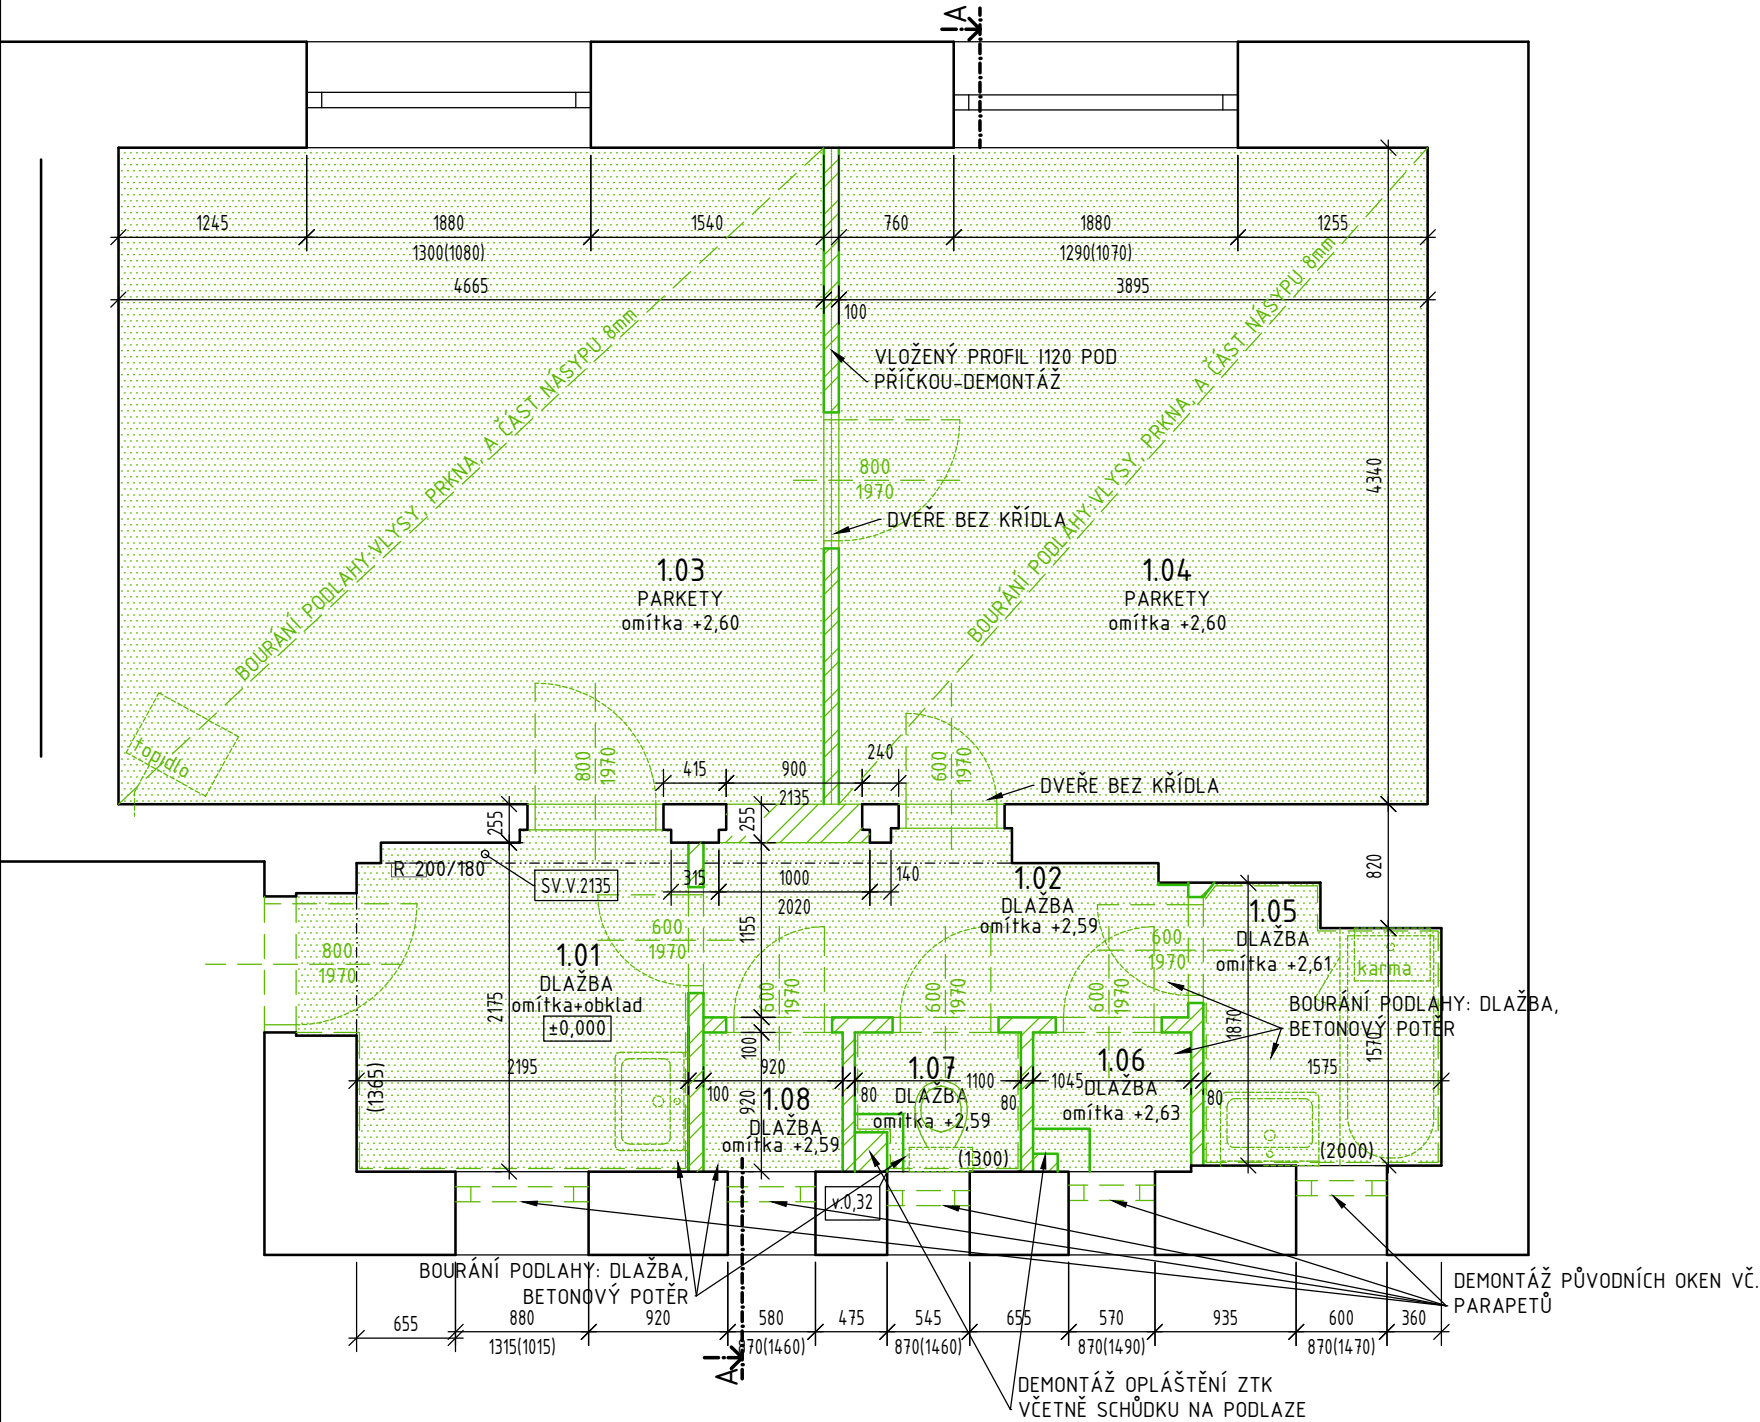 A
1245
1880
1540
760
1880
1255
1300(1080)
1290(1070)
4665
3895
100
VLOŽENÝ PROFIL I120 POD
PŘÍČKOU-DEMONTÁŽ
BOURÁNÍ PODLAHY:VLYSY, PRKNA, A ČÁST NÁSYPU 8mm
BOURÁNÍ PODLAHY:VLYSY, PRKNA, A ČÁST NÁSYPU 8mm
4340
800
1970
DVEŘE BEZ KŘÍDLA
1.03
PARKETY
omítka +2,60
1.04
PARKETY
omítka +2,60
topidlo
800
1970
415
900
240
2135
600
1970
DVEŘE BEZ KŘÍDLA
255
255
820
R 200/180
SV.V.2135
315
1000
140
2020
1.02
DLAŽBA
omítka +2,59
1.05
DLAŽBA
omítka +2,61
karma
800
1970
600
1970
1155
600
1970
1.01
DLAŽBA
omítka+obklad
±0,000
2175
600
1970
600
1970
600
1970
BOURÁNÍ PODLAHY: DLAŽBA,
BETONOVÝ POTĚR
1870
1570
100
(1365)
2195
100
920
80
1100
80
1045
80
1575
920
1.08
DLAŽBA
omítka +2,59
1.07
DLAŽBA
omítka +2,59
(1300)
1.06
DLAŽBA
omítka +2,63
(2000)
v.0,32
BOURÁNÍ PODLAHY: DLAŽBA,
BETONOVÝ POTĚR
DEMONTÁŽ PŮVODNÍCH OKEN VČ.
PARAPETŮ
655
880
920
580
475
545
655
570
935
600
360
1315(1015)
870(1460)
870(1460)
870(1490)
870(1470)
A
DEMONTÁŽ OPLÁŠTĚNÍ ZTK
VČETNĚ SCHŮDKU NA PODLAZE